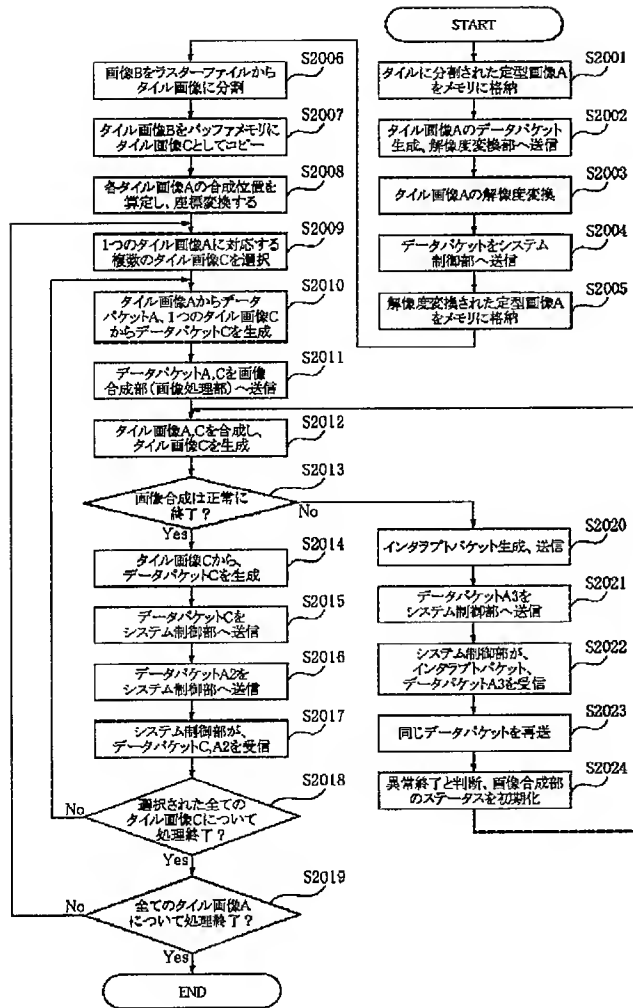 START
S2001
タイルに分割された定型画像A
をメモリに格納
S2002
タイル画像Aのデータパケット
生成、解像度変換部へ送信
S2003
タイル画像Aの解像度変換
S2004
データパケットをシステム
制御部へ送信
S2005
解像度変換された定型画像A
をメモリに格納
S2006
画像Bをラスターファイルから
タイル画像に分割
S2007
タイル画像Bをバッファメモリに
タイル画像Cとしてコピー
S2008
各タイル画像Aの合成位置を
算定し、座標変換する
S2009
1つのタイル画像Aに対応する
複数のタイル画像Cを選択
S2010
タイル画像Aからデータ
パケットA、1つのタイル画像C
からデータパケットCを生成
S2011
データパケットA,Cを画像
合成部(画像処理部)へ送信
S2012
タイル画像A,Cを合成し、
タイル画像Cを生成
S2013
画像合成は正常に
終了?
No
Yes
S2014
タイル画像Cから、
データパケットCを生成
S2015
データパケットCを
システム制御部へ送信
S2016
データパケットA2を
システム制御部へ送信
S2017
システム制御部が、
データパケットC,A2を受信
S2018
選択された全ての
タイル画像Cについて
処理終了?
No
Yes
S2019
全てのタイル画像A
について処理終了?
No
Yes
END
S2020
インタラプトパケット生成、送信
S2021
データパケットA3を
システム制御部へ送信
S2022
システム制御部が、
インタラプトパケット、
データパケットA3を受信
S2023
同じデータパケットを再送
S2024
異常終了と判断、画像合成部
のステータスを初期化